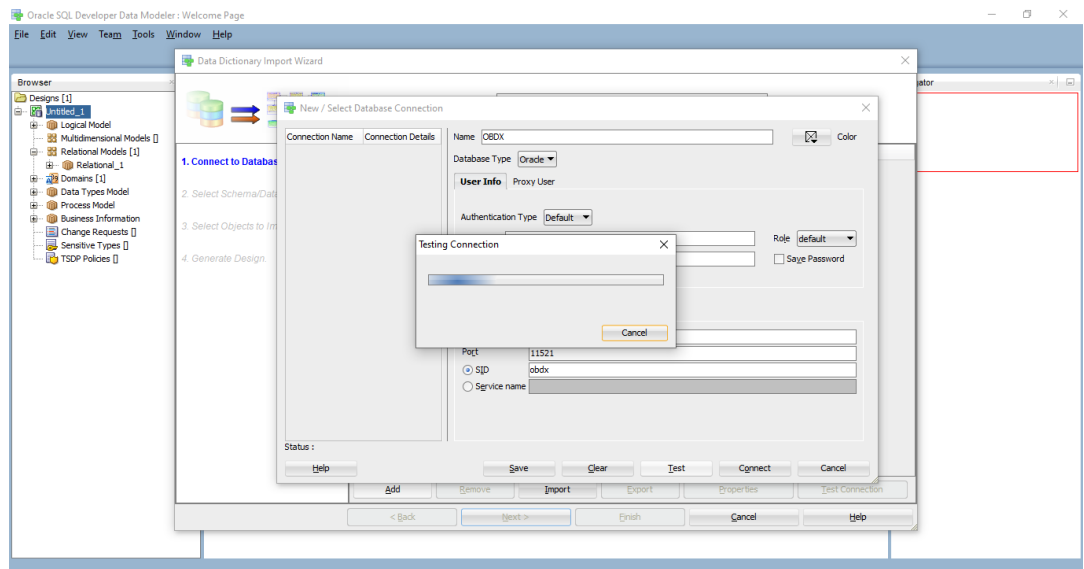 Oracle SQL Developer Data Modeler : Welcome Page
File Edit View Team Tools Window Help
Data Dictionary Import Wizard
Browser
Designs [1]
Untitled_1
Logical Model
Multidimensional Models []
Relational Models [1]
Relational_1
Domains [1]
Data Types Model
Process Model
Business Information
Change Requests []
Sensitive Types []
TSDP Policies []
1. Connect to Databas
2. Select Schema/Dat
3. Select Objects to Im
4. Generate Design
New / Select Database Connection
Connection Name Connection Details
Name OBDX
Color
Database Type Oracle
User Info Proxy User
Authentication Type Default
Role default
Save Password
Testing Connection
Cancel
Port 11521
SID obdx
Service name
Status :
Help Save Clear Test Connect Cancel
Add Remove Import Export Properties Test Connection
< Back Next > Finish Cancel Help
gator